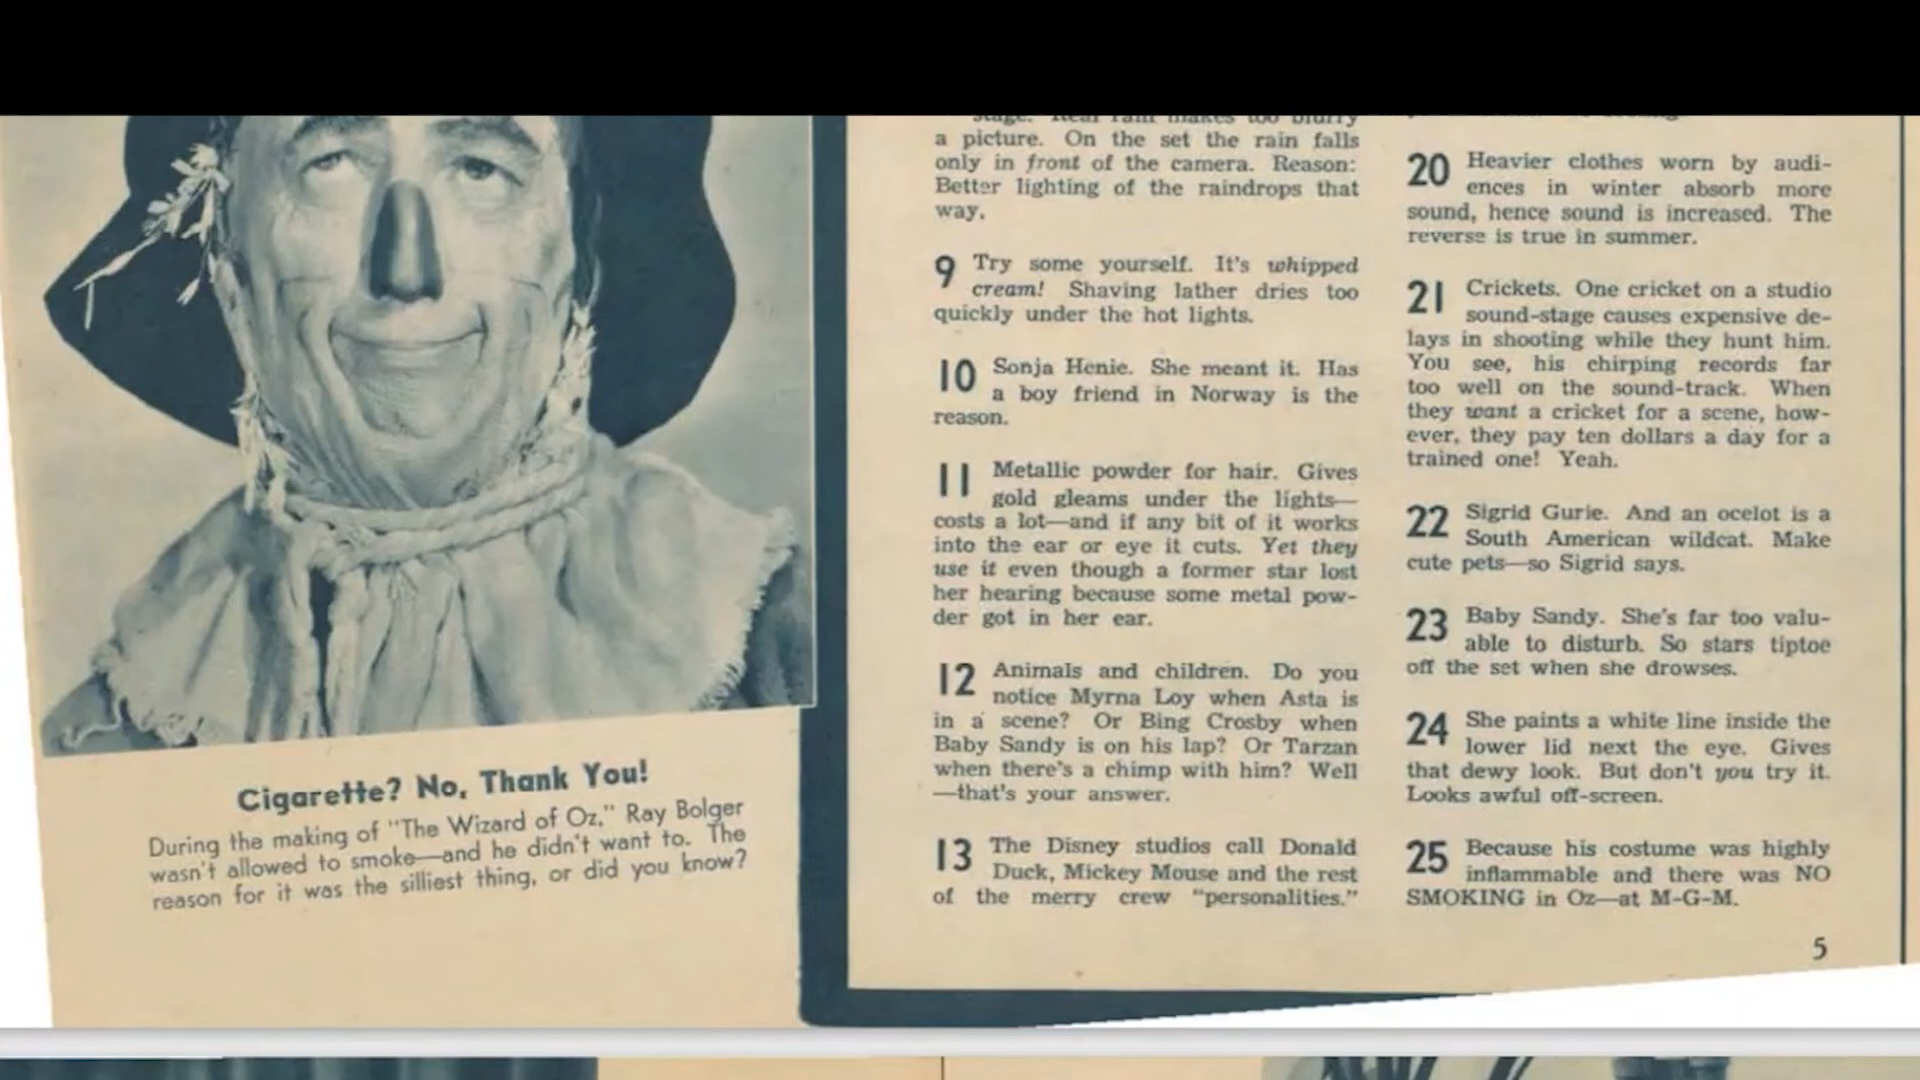 Cigarette? No, Thank You!
During the making of "The Wizard of Oz," Ray Bolger
wasn't allowed to smoke—and he didn't want to. The
reason for it was the silliest thing, or did you know?
stage. Real rain makes too blurry
a picture. On the set the rain falls
only in front of the camera. Reason:
Better lighting of the raindrops that
way.
9 Try some yourself. It's whipped
cream! Shaving lather dries too
quickly under the hot lights.
10 Sonja Henie. She meant it. Has
a boy friend in Norway is the
reason.
11 Metallic powder for hair. Gives
gold gleams under the lights—
costs a lot—and if any bit of it works
into the ear or eye it cuts. Yet they
use it even though a former star lost
her hearing because some metal pow-
der got in her ear.
12 Animals and children. Do you
notice Myrna Loy when Asta is
in a scene? Or Bing Crosby when
Baby Sandy is on his lap? Or Tarzan
when there's a chimp with him? Well
—that's your answer.
13 The Disney studios call Donald
Duck, Mickey Mouse and the rest
of the merry crew "personalities."
20 Heavier clothes worn by audi-
ences in winter absorb more
sound, hence sound is increased. The
reverse is true in summer.
21 Crickets. One cricket on a studio
sound-stage causes expensive de-
lays in shooting while they hunt him.
You see, his chirping records far
too well on the sound-track. When
they want a cricket for a scene, how-
ever, they pay ten dollars a day for a
trained one! Yeah.
22 Sigrid Gurie. And an ocelot is a
South American wildcat. Make
cute pets—so Sigrid says.
23 Baby Sandy. She's far too valu-
able to disturb. So stars tiptoe
off the set when she drowses.
24 She paints a white line inside the
lower lid next the eye. Gives
that dewy look. But don't you try it.
Looks awful off-screen.
25 Because his costume was highly
inflammable and there was NO
SMOKING in Oz—at M-G-M.
5